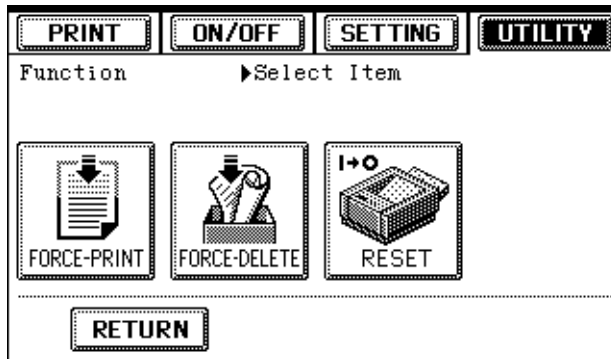 PRINT ON/OFF SETTING UTILITY
Function ▶Select Item
I→O
FORCE-PRINT FORCE-DELETE RESET
RETURN